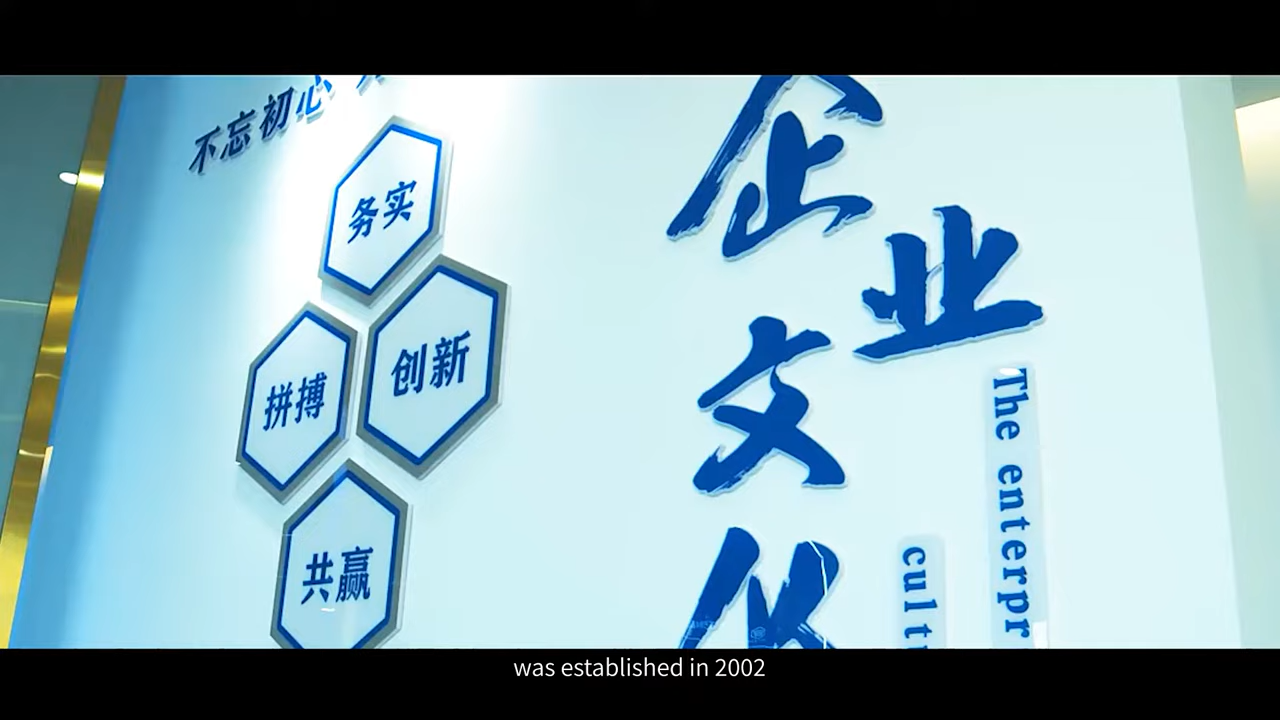 不忘初心
务实
创新
拼搏
共赢
企业
文化
The enterpr
cult
was established in 2002